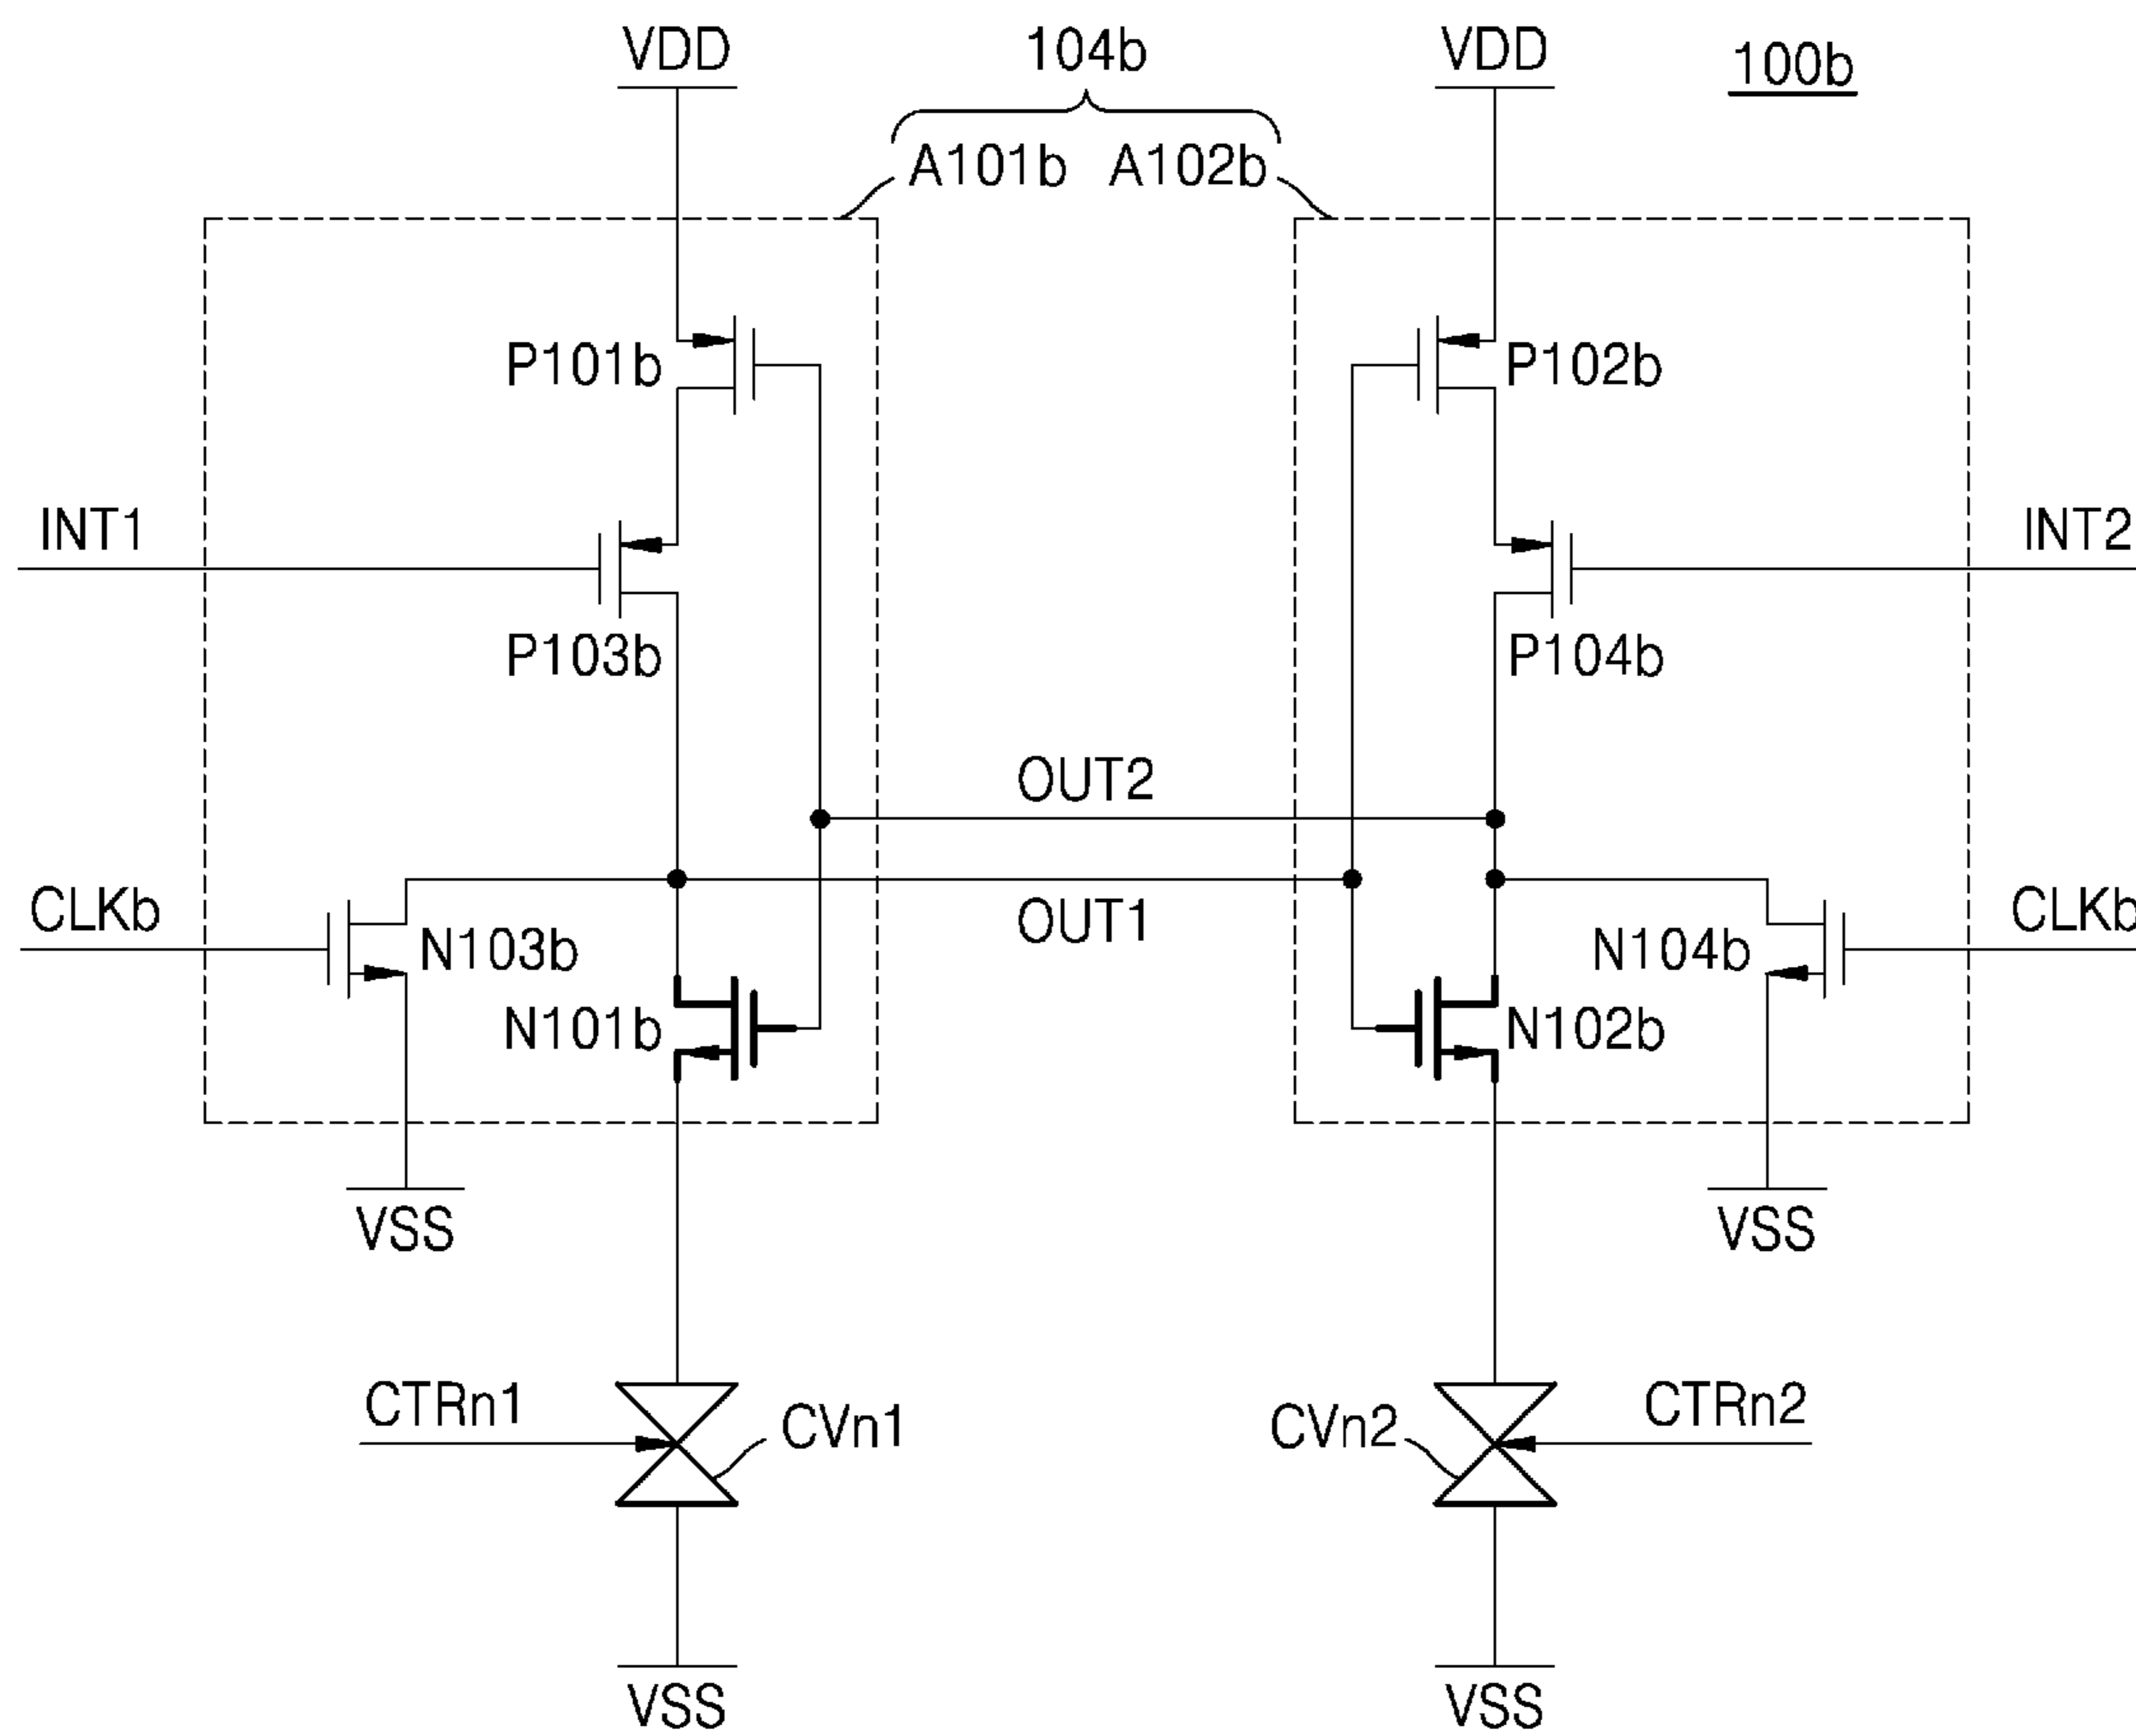 VDD
104b
VDD
100b
A101b A102b
P101b
P102b
INT1
INT2
P103b
P104b
OUT2
CLKb
OUT1
CLKb
N103b
N104b
N101b
N102b
VSS
VSS
CTRn1
CVn1
CVn2
CTRn2
VSS
VSS